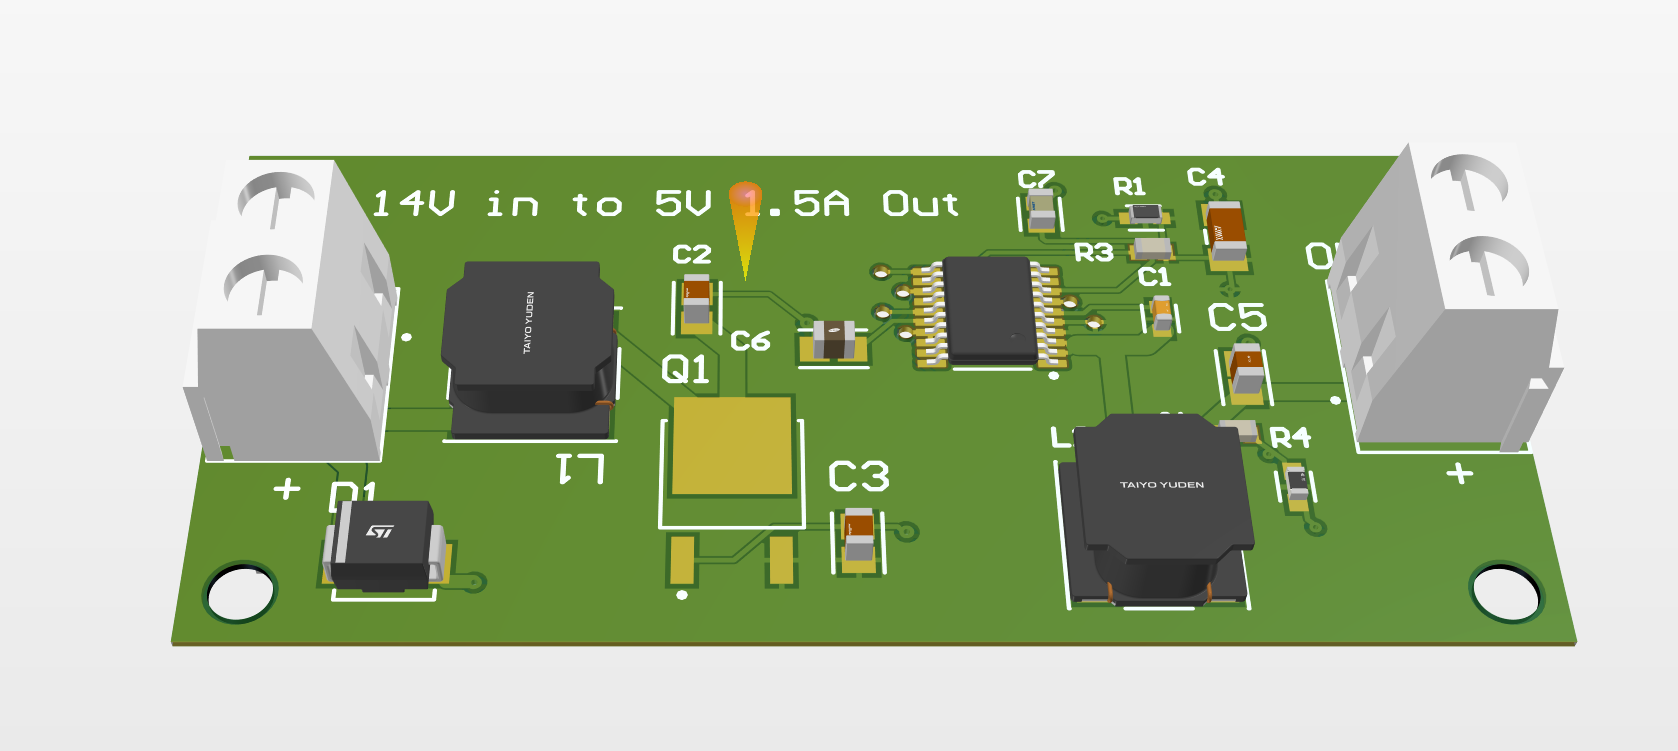 14V in to 5V 1.5A Out
C7
R1
C4
C2
R3
C1
C5
C6
Q1
TAIYO YUDEN
L1
R4
C3
+
D1
ST
TAIYO YUDEN
+